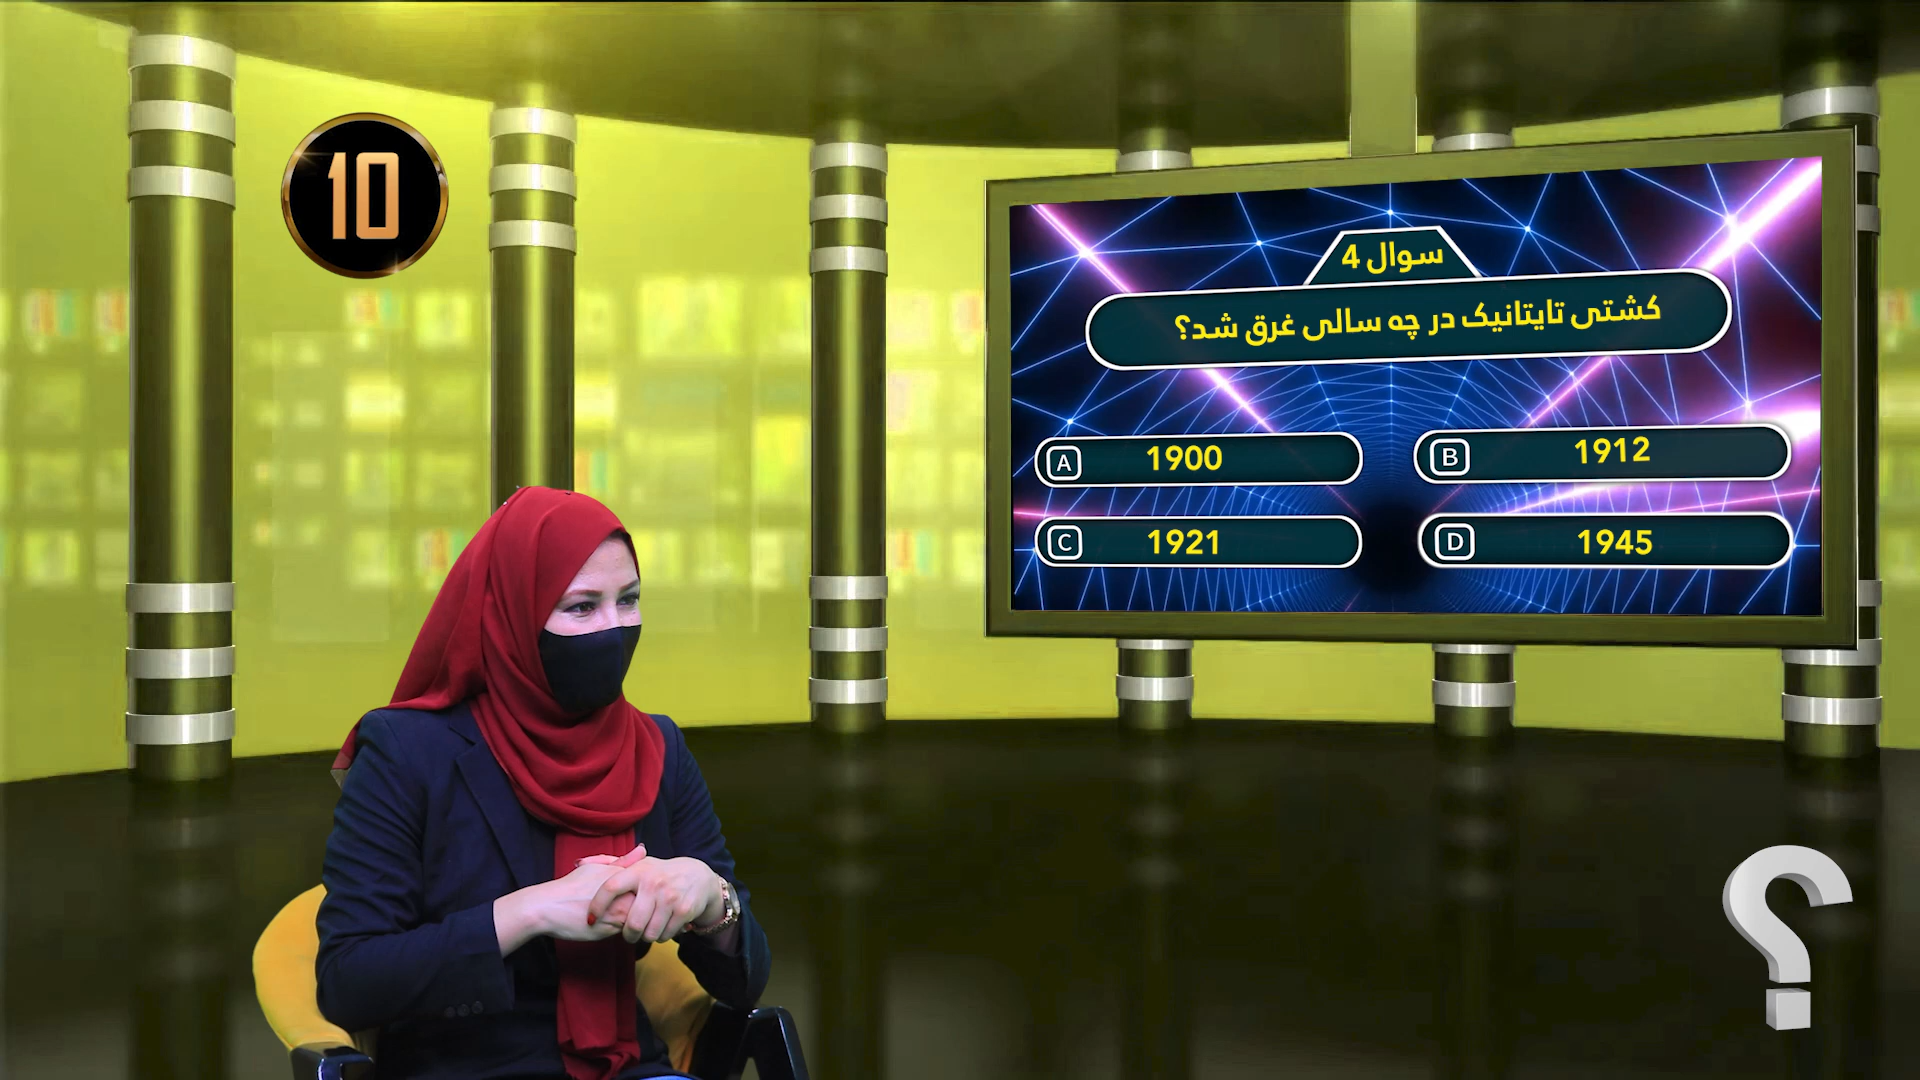 10
سوال 4
کشتی تایتانیک در چه سالی غرق شد؟
A 1900
B 1912
C 1921
D 1945
؟